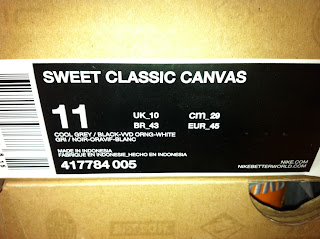 SWEET CLASSIC CANVAS
11 UK_10 cm_29
BR_43 EUR_45
COOL GREY / BLACK-VVD ORNG-WHITE
GRI / NOIR-ORAVIF-BLANC
MADE IN INDONESIA
FABRIQUE EN INDONESIE_HECHO EN INDONESIA
417784 005
NIKE.COM
NIKEBETTERWORLD.COM